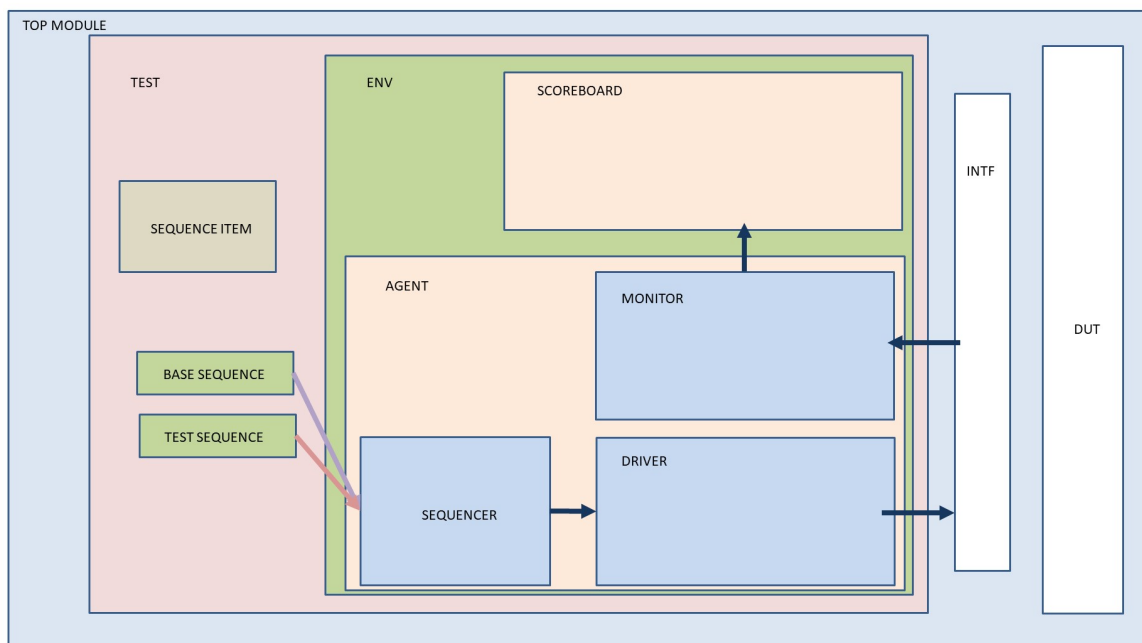 TOP MODULE
TEST
ENV
SCOREBOARD
INTF
SEQUENCE ITEM
AGENT
MONITOR
DUT
BASE SEQUENCE
TEST SEQUENCE
DRIVER
SEQUENCER